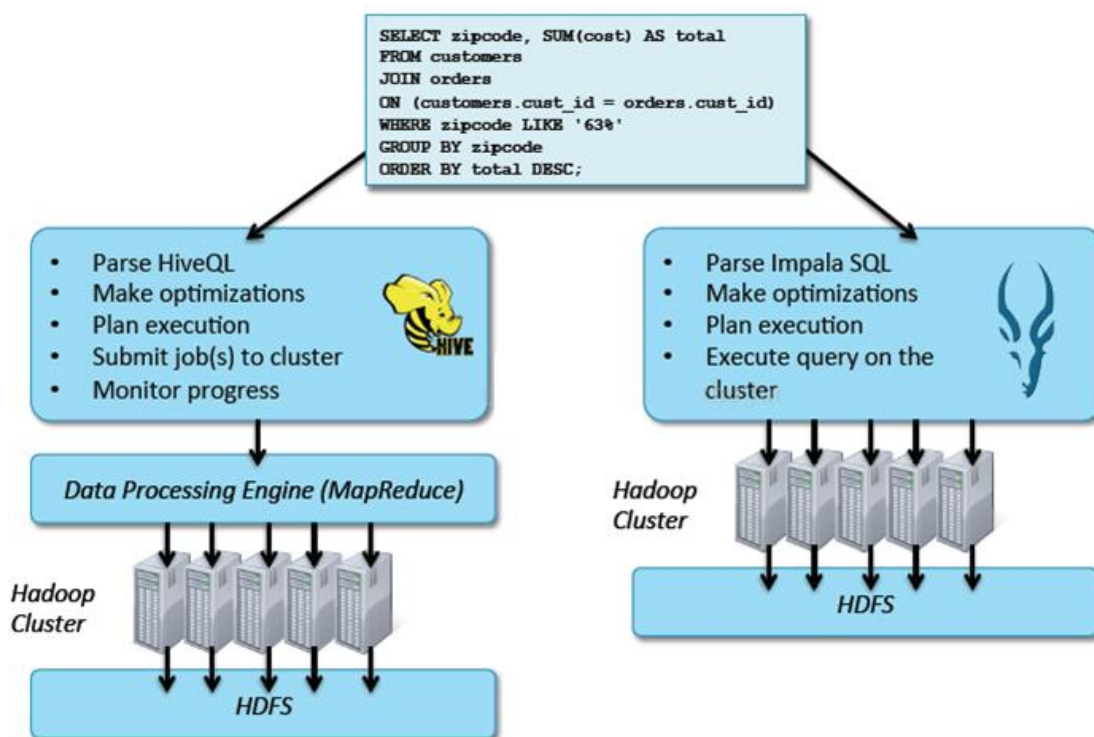 SELECT zipcode, SUM(cost) AS total
FROM customers
JOIN orders
ON (customers.cust_id = orders.cust_id)
WHERE zipcode LIKE '63%'
GROUP BY zipcode
ORDER BY total DESC;
• Parse HiveQL
• Make optimizations
• Plan execution
• Submit job(s) to cluster
• Monitor progress
HIVE
Data Processing Engine (MapReduce)
Hadoop
Cluster
HDFS
• Parse Impala SQL
• Make optimizations
• Plan execution
• Execute query on the
cluster
Hadoop
Cluster
HDFS